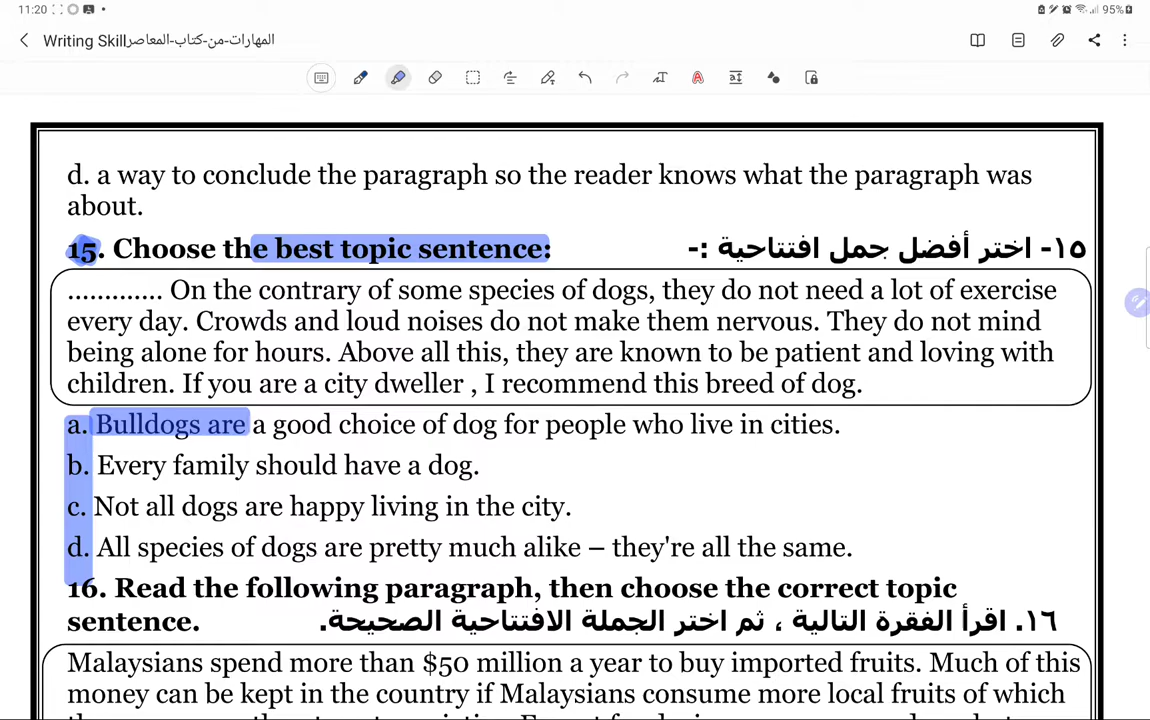 11:20
95%
Writing Skillالمهارات-من-كتاب-المعاصر
d. a way to conclude the paragraph so the reader knows what the paragraph was
about.
15. Choose the best topic sentence: ١٥- اختر أفضل جمل افتتاحية :-
............. On the contrary of some species of dogs, they do not need a lot of exercise
every day. Crowds and loud noises do not make them nervous. They do not mind
being alone for hours. Above all this, they are known to be patient and loving with
children. If you are a city dweller , I recommend this breed of dog.
a. Bulldogs are a good choice of dog for people who live in cities.
b. Every family should have a dog.
c. Not all dogs are happy living in the city.
d. All species of dogs are pretty much alike – they're all the same.
16. Read the following paragraph, then choose the correct topic
sentence. ١٦. اقرأ الفقرة التالية ، ثم اختر الجملة الافتتاحية الصحيحة.
Malaysians spend more than $50 million a year to buy imported fruits. Much of this
money can be kept in the country if Malaysians consume more local fruits of which